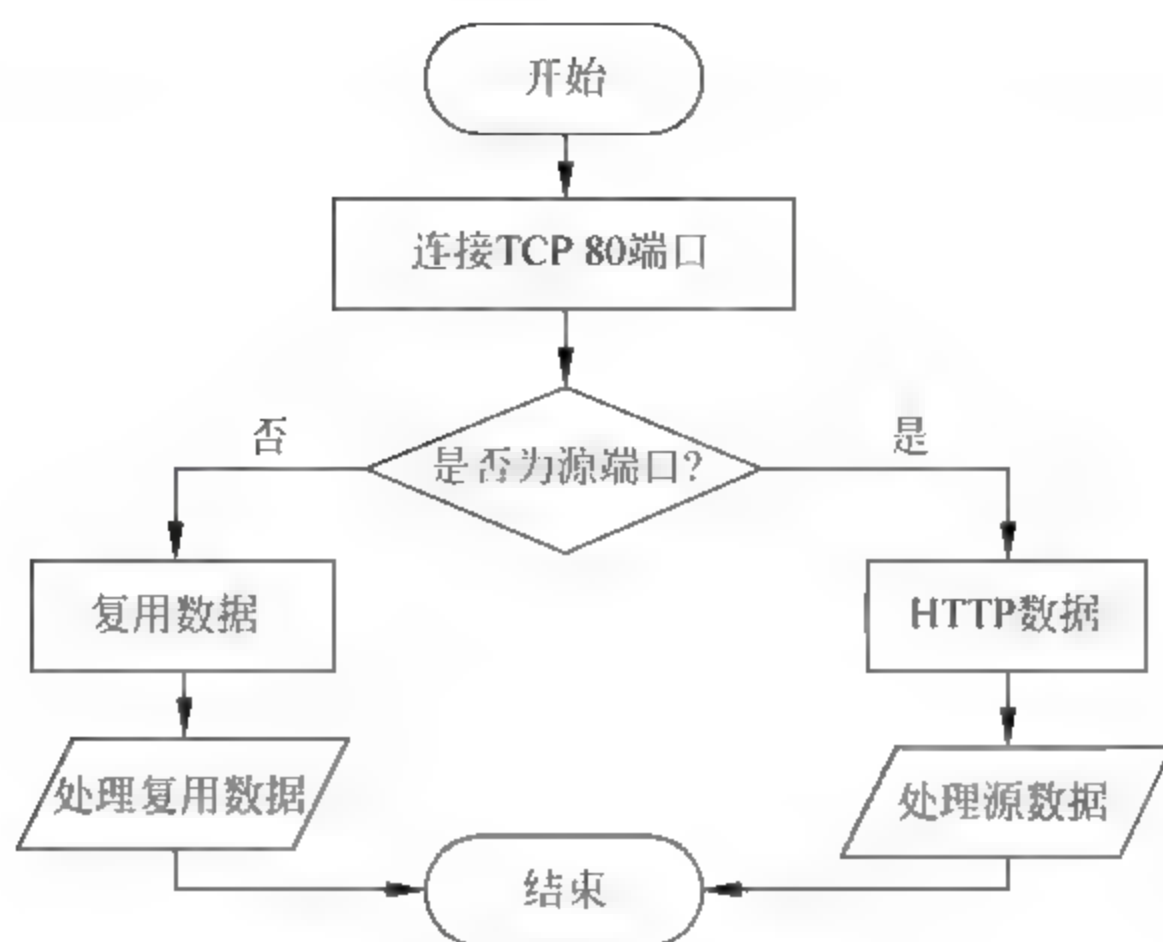 开始
连接TCP 80端口
否
是否为源端口?
是
复用数据
HTTP数据
处理复用数据
处理源数据
结束